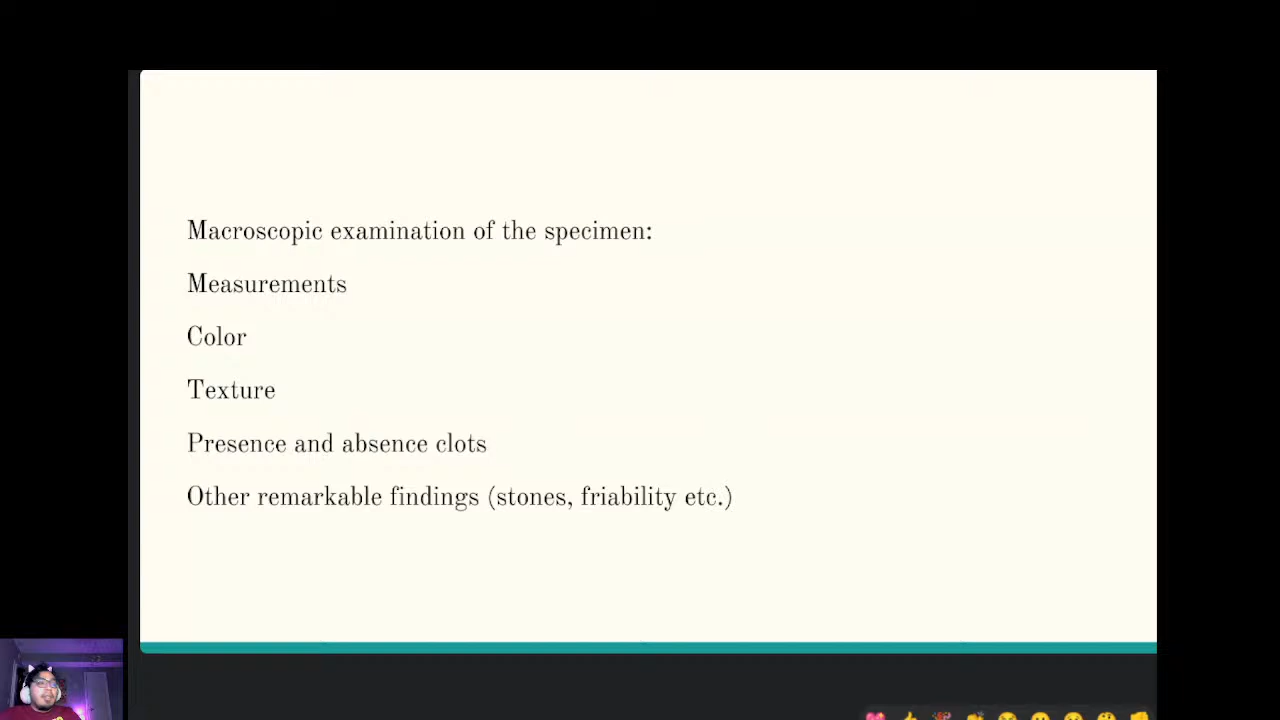 Macroscopic examination of the specimen:
Measurements
Color
Texture
Presence and absence clots
Other remarkable findings (stones, friability etc.)